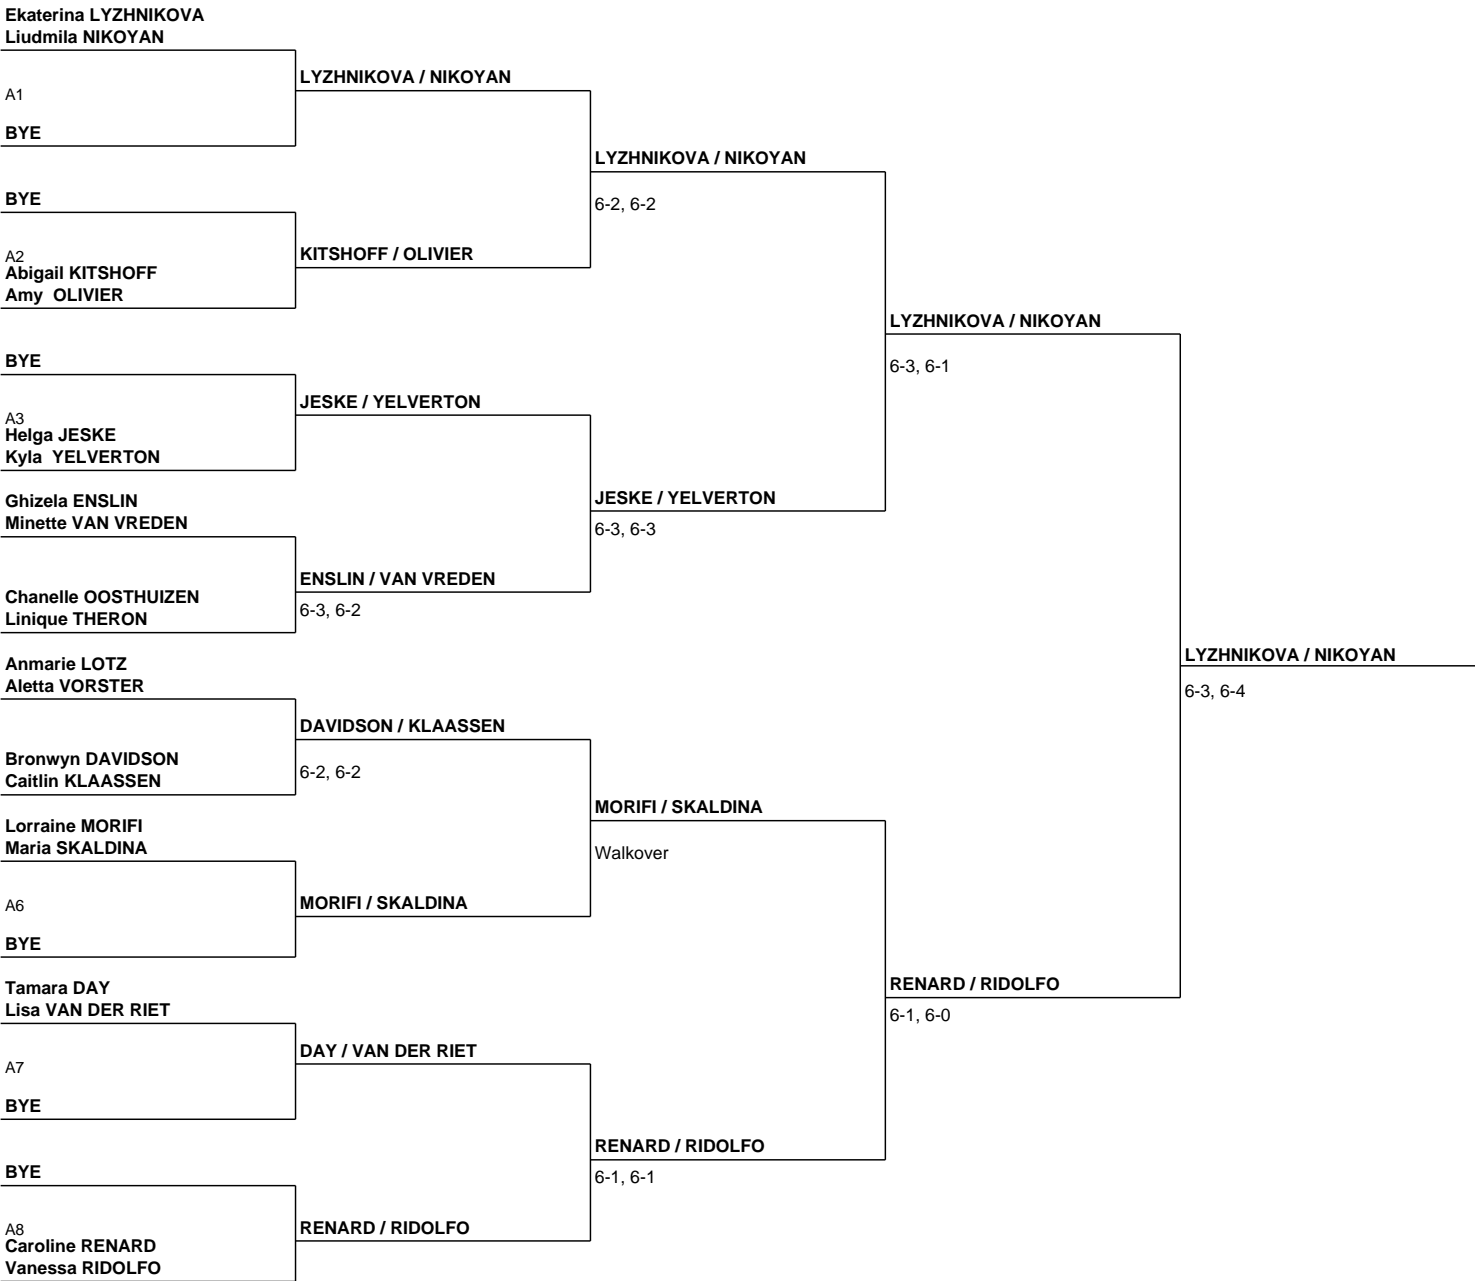 Ekaterina LYZHNIKOVA
Liudmila NIKOYAN
A1
BYE
BYE
A2
Abigail KITSHOFF
Amy  OLIVIER
BYE
A3
Helga JESKE
Kyla  YELVERTON
Ghizela ENSLIN
Minette VAN VREDEN
Chanelle OOSTHUIZEN
Linique THERON
Anmarie LOTZ
Aletta VORSTER
Bronwyn DAVIDSON
Caitlin KLAASSEN
Lorraine MORIFI
Maria SKALDINA
A6
BYE
Tamara DAY
Lisa VAN DER RIET
A7
BYE
BYE
A8
Caroline RENARD
Vanessa RIDOLFO
LYZHNIKOVA / NIKOYAN
KITSHOFF / OLIVIER
JESKE / YELVERTON
ENSLIN / VAN VREDEN
6-3, 6-2
DAVIDSON / KLAASSEN
6-2, 6-2
MORIFI / SKALDINA
DAY / VAN DER RIET
RENARD / RIDOLFO
LYZHNIKOVA / NIKOYAN
6-2, 6-2
JESKE / YELVERTON
6-3, 6-3
MORIFI / SKALDINA
Walkover
RENARD / RIDOLFO
6-1, 6-1
LYZHNIKOVA / NIKOYAN
6-3, 6-1
RENARD / RIDOLFO
6-1, 6-0
LYZHNIKOVA / NIKOYAN
6-3, 6-4